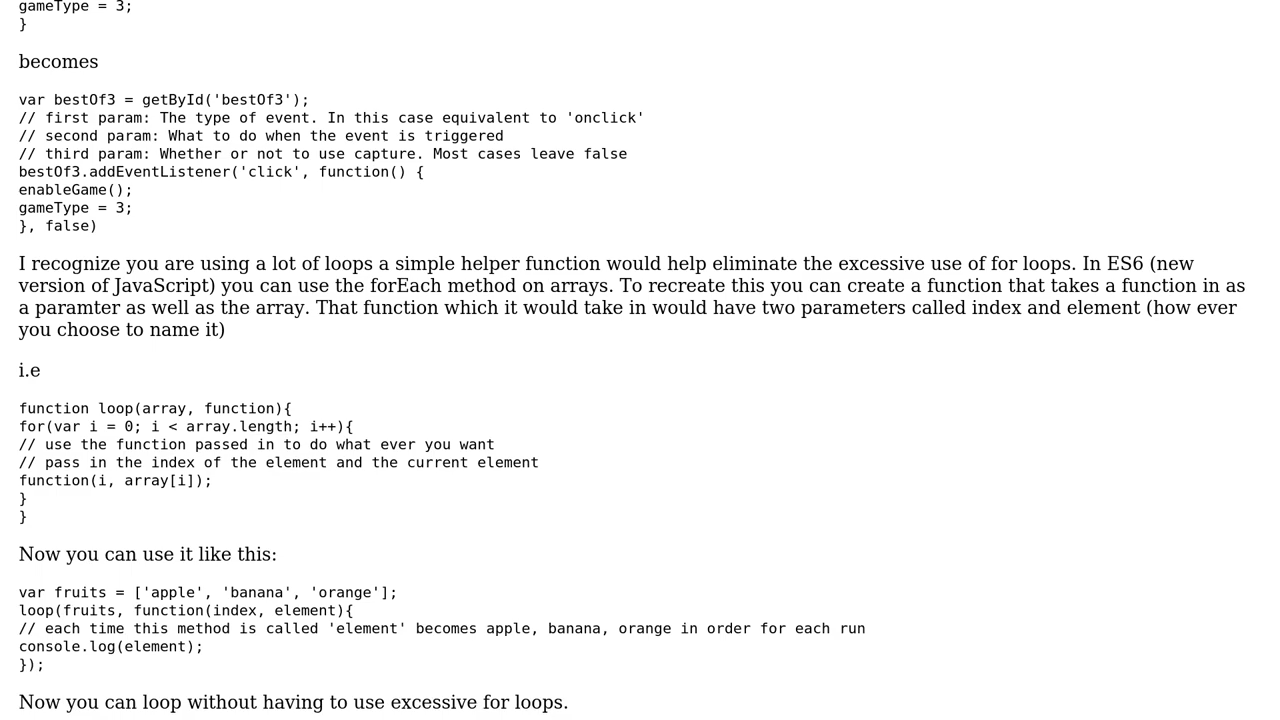 gameType = 3;
}
becomes
var bestOf3 = getById('bestOf3');
// first param: The type of event. In this case equivalent to 'onclick'
// second param: What to do when the event is triggered
// third param: Whether or not to use capture. Most cases leave false
bestOf3.addEventListener('click', function() {
enableGame();
gameType = 3;
}, false)
I recognize you are using a lot of loops a simple helper function would help eliminate the excessive use of for loops. In ES6 (new
version of JavaScript) you can use the forEach method on arrays. To recreate this you can create a function that takes a function in as
a paramter as well as the array. That function which it would take in would have two parameters called index and element (how ever
you choose to name it)
i.e
function loop(array, function){
for(var i = 0; i < array.length; i++){
// use the function passed in to do what ever you want
// pass in the index of the element and the current element
function(i, array[i]);
}
}
Now you can use it like this:
var fruits = ['apple', 'banana', 'orange'];
loop(fruits, function(index, element){
// each time this method is called 'element' becomes apple, banana, orange in order for each run
console.log(element);
});
Now you can loop without having to use excessive for loops.